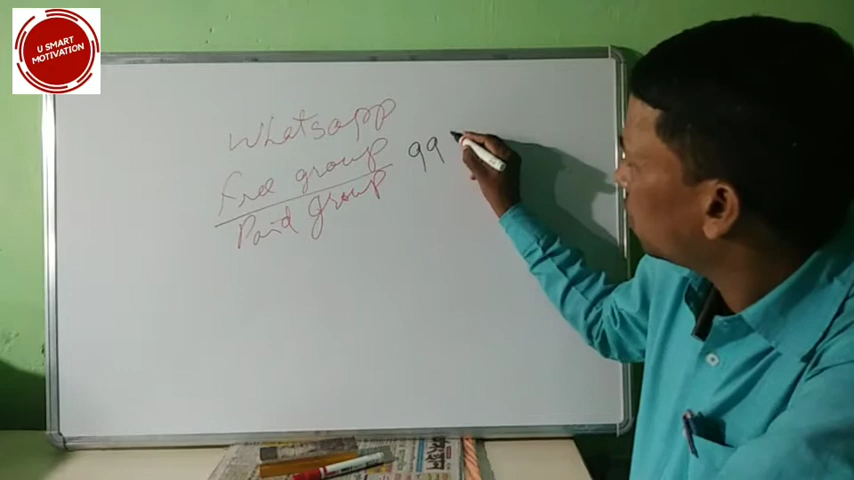 U SMART
MOTIVATION
Whatsapp
Free group 99
Paid group